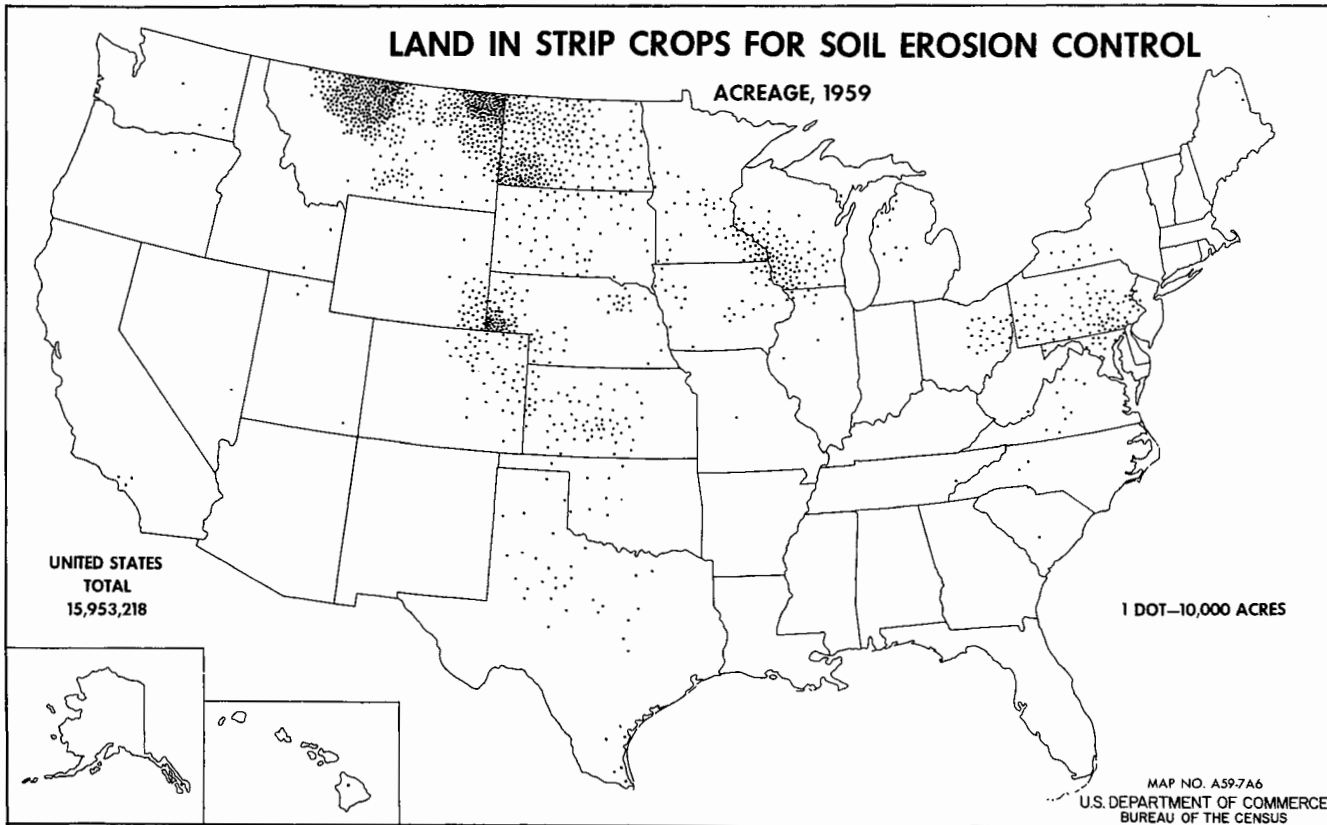 LAND IN STRIP CROPS FOR SOIL EROSION CONTROL
ACREAGE, 1959
UNITED STATES
TOTAL
15,953,218
1 DOT—10,000 ACRES
MAP NO. A59-7A6
U.S. DEPARTMENT OF COMMERCE
BUREAU OF THE CENSUS